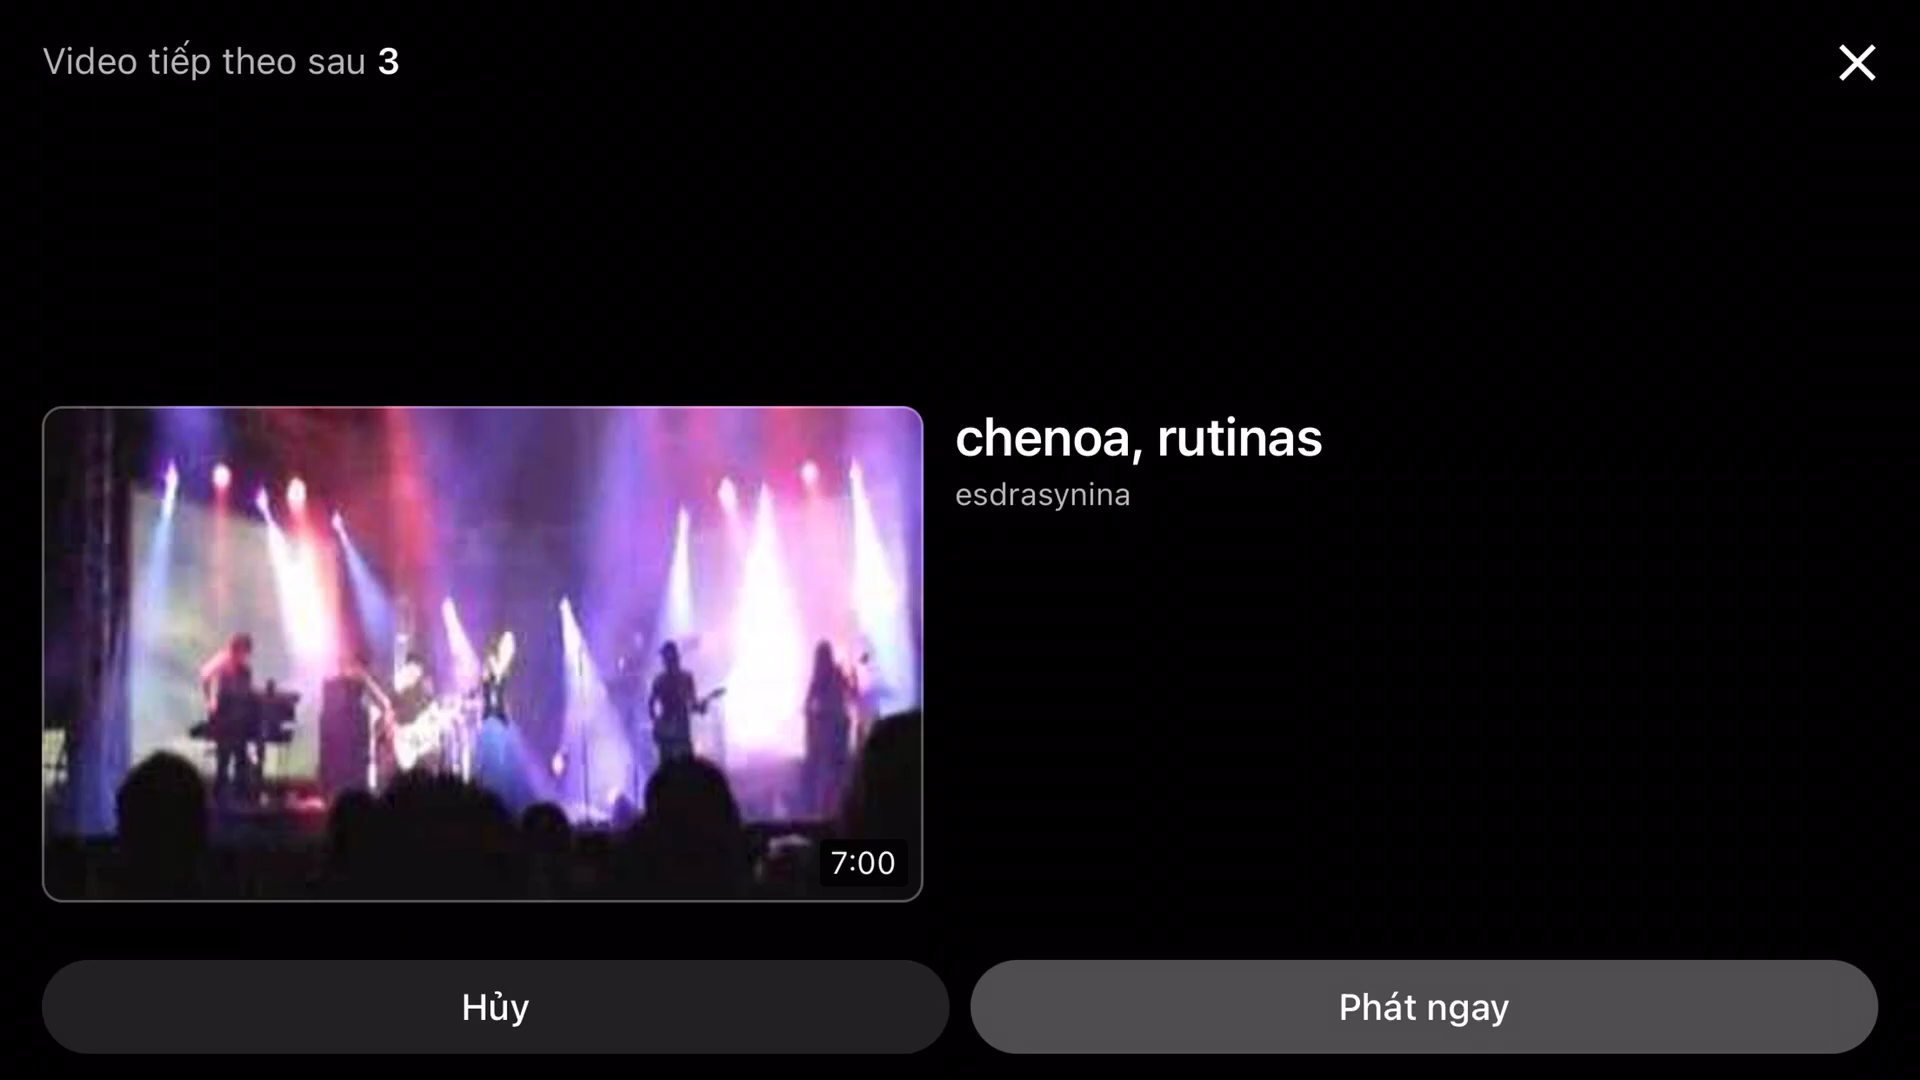 Video tiếp theo sau 3
chenoa, rutinas
esdrasynina
7:00
Hủy
Phát ngay